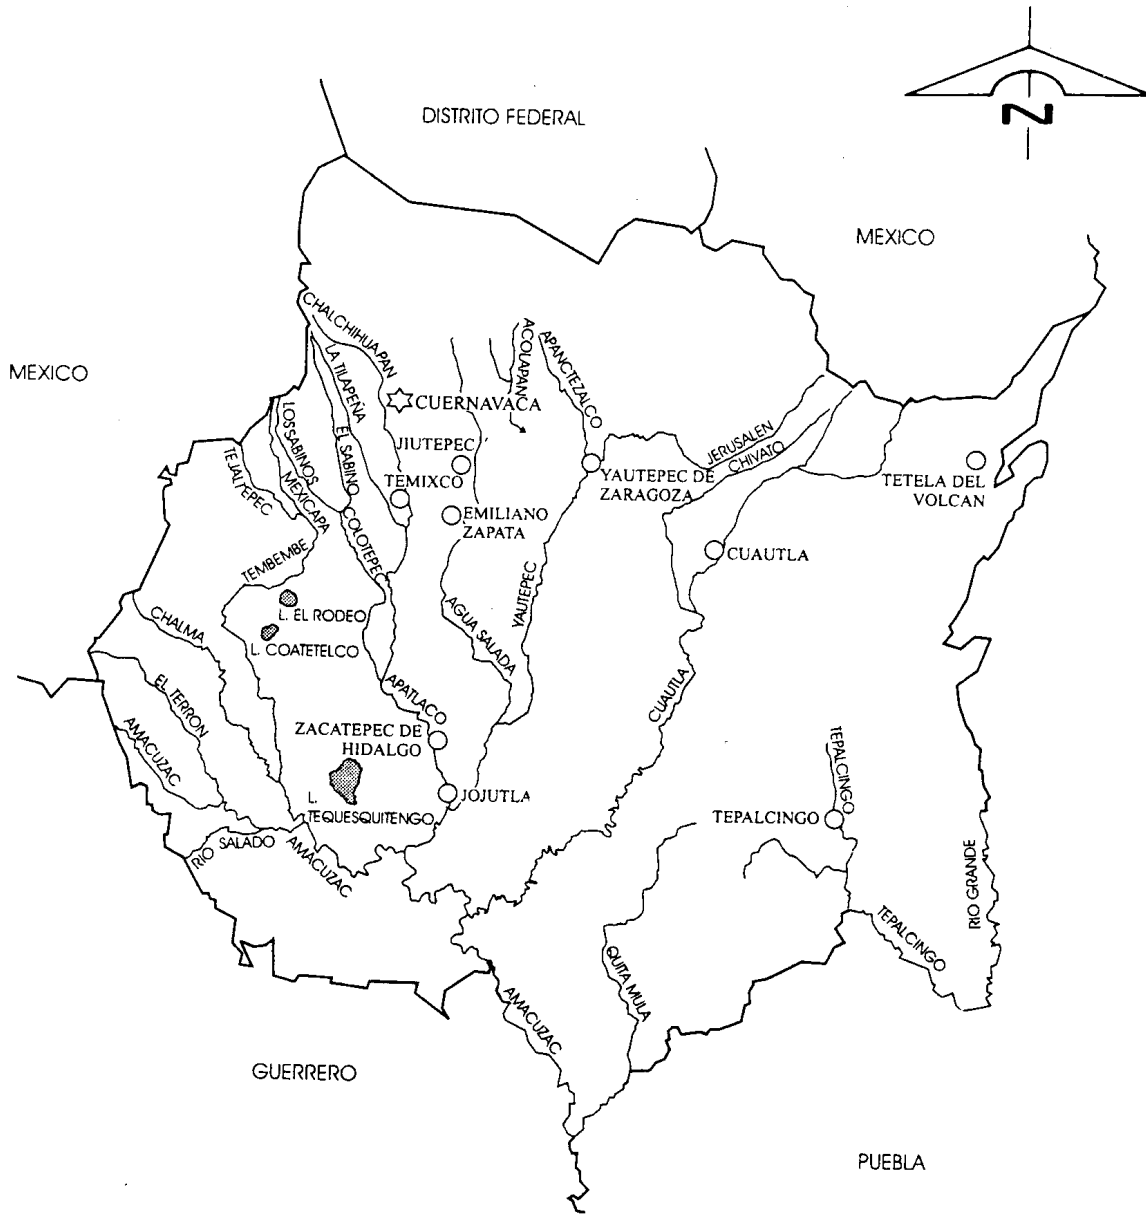 DISTRITO FEDERAL
N
MEXICO
MEXICO
CHALCHIHUAPAN
LA TILAPEÑA
ACOLAPAN
APANCTEZALCO
CUERNAVACA
LOS SABINOS
EL SABINO
JIUTEPEC
JERUSALEN
CHIVATO
TEJALTEPEC
MEXICAPA
TEMIXCO
YAUTEPEC DE
ZARAGOZA
TETELA DEL
VOLCAN
EMILIANO
ZAPATA
COLOTEPEC
TEMBEMBE
CUAUTLA
YAUTEPEC
L. EL RODEO
CHALMA
AGUA SALADA
L. COATETELCO
EL TERRON
APATLACO
CUAUTLA
AMACUZAC
ZACATEPEC DE
HIDALGO
TEPALCINGO
L.
TEQUESQUITENGO
JOJUTLA
TEPALCINGO
RIO
SALADO
AMACUZAC
RIO GRANDE
TEPALCINGO
QUITA MULA
AMACUZAC
GUERRERO
PUEBLA